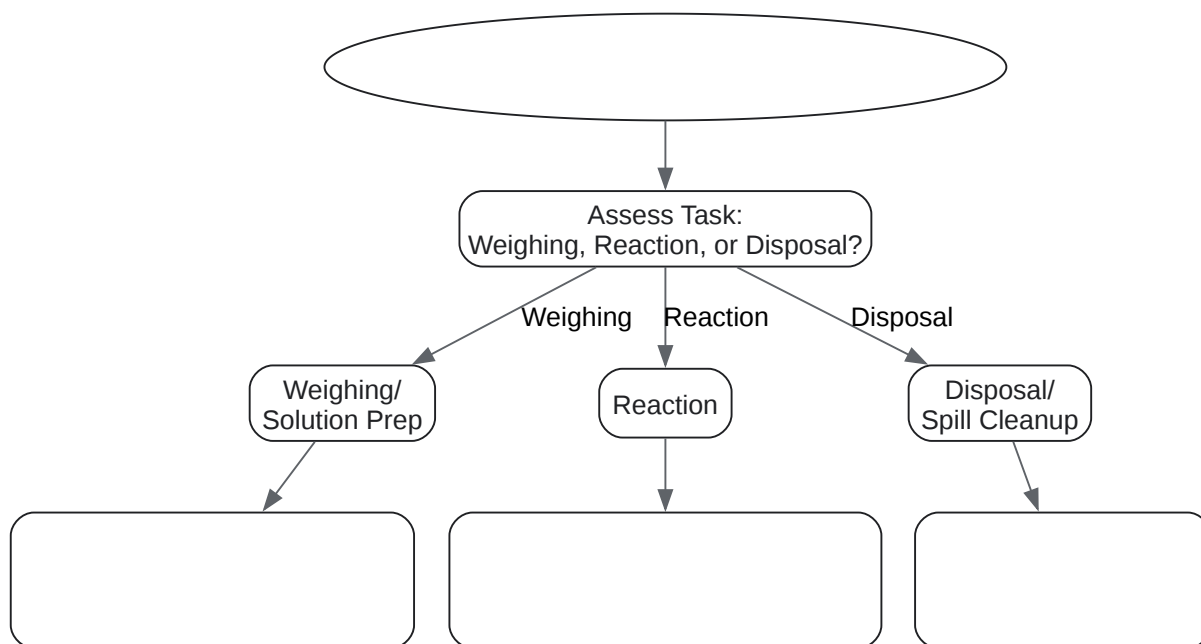 Assess Task:
Weighing, Reaction, or Disposal?
Weighing
Reaction
Disposal
Weighing/
Solution Prep
Reaction
Disposal/
Spill Cleanup